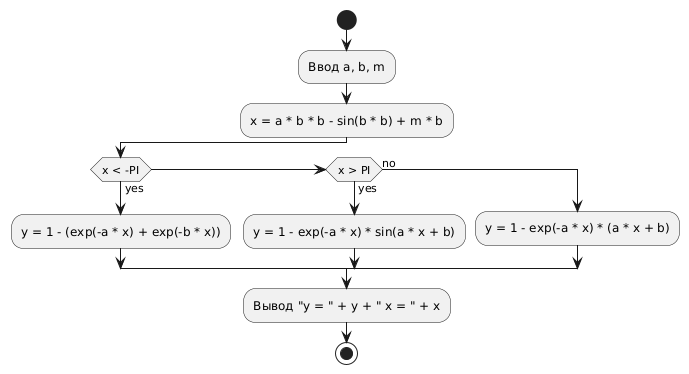 Ввод a, b, m
x = a * b * b - sin(b * b) + m * b
x < -PI
yes
x > PI
yes
no
y = 1 - (exp(-a * x) + exp(-b * x))
y = 1 - exp(-a * x) * sin(a * x + b)
y = 1 - exp(-a * x) * (a * x + b)
Вывод "y = " + y + " x = " + x